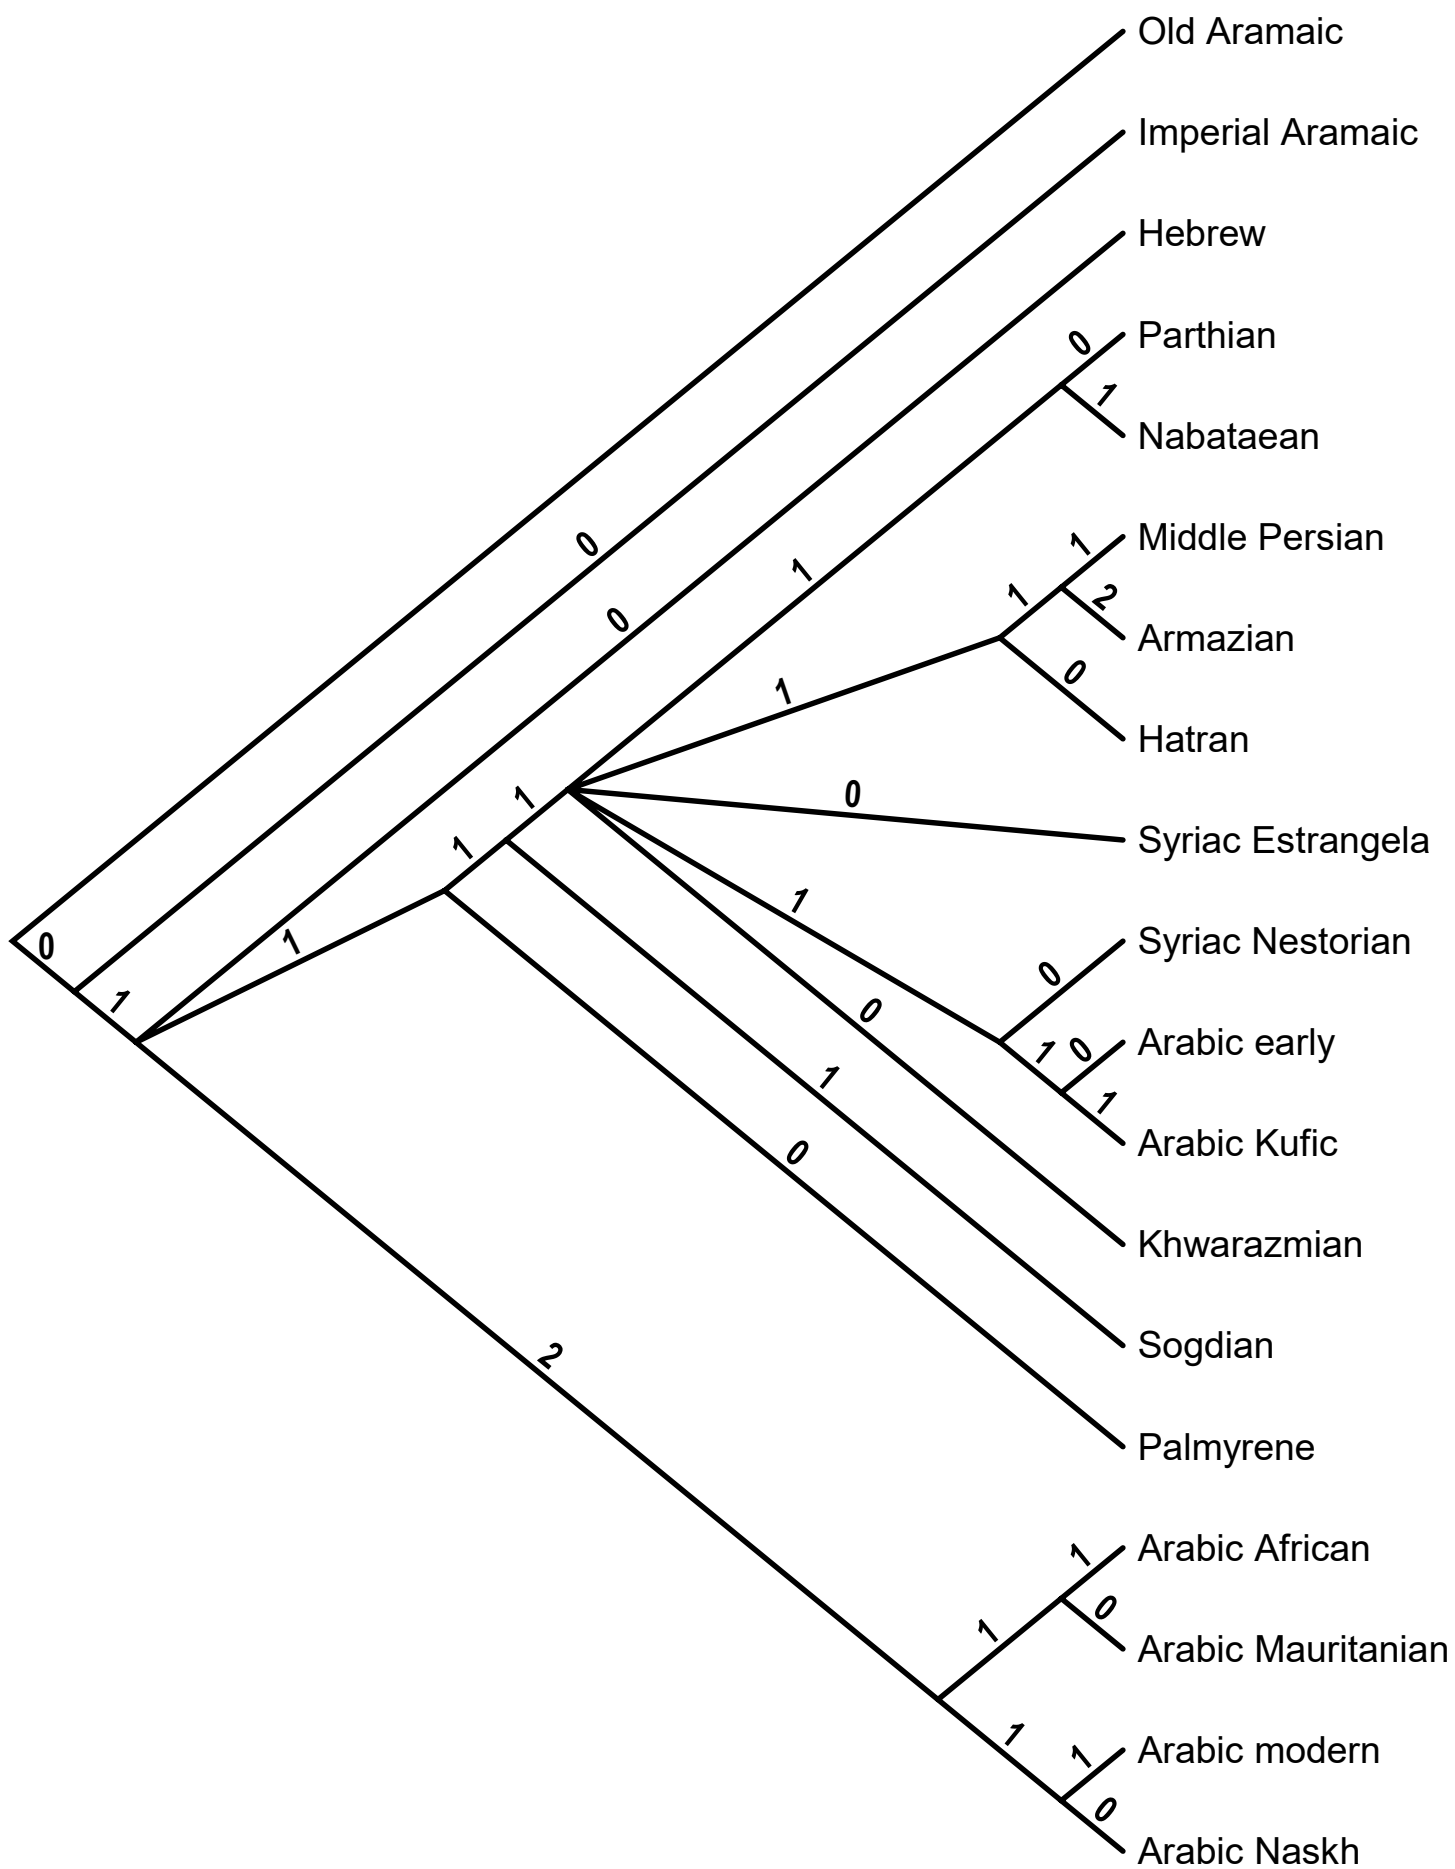 Old Aramaic
Imperial Aramaic
Hebrew
0
Parthian
1
Nabataean
0
1
Middle Persian
1
1
2
0
Armazian
0
1
Hatran
1
0
1
Syriac Estrangela
1
1
0
1
0
Syriac Nestorian
1
0
1
0
Arabic early
1
1
Arabic Kufic
0
Khwarazmian
2
Sogdian
Palmyrene
1
Arabic African
0
1
Arabic Mauritanian
1
1
Arabic modern
0
Arabic Naskh